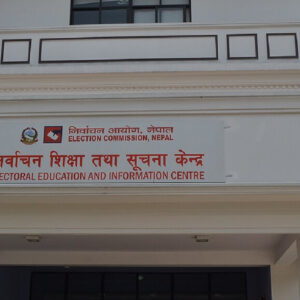 निर्वाचन आयोग, नेपाल
ELECTION COMMISSION, NEPAL
र्वाचन शिक्षा तथा सूचना केन्द्र
ECTORAL EDUCATION AND INFORMATION CENTRE